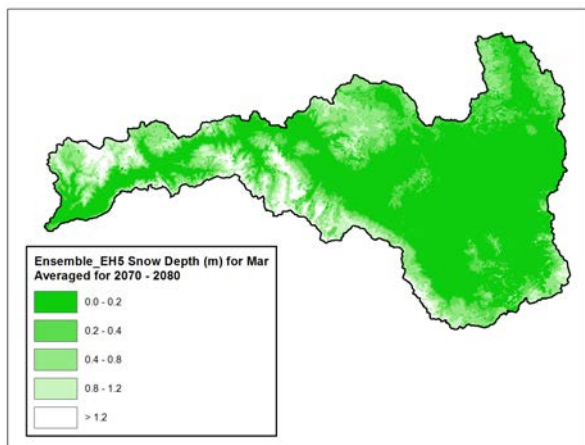 Ensemble_EH5 Snow Depth (m) for Mar
Averaged for 2070 - 2080
0.0 - 0.2
0.2 - 0.4
0.4 - 0.8
0.8 - 1.2
> 1.2